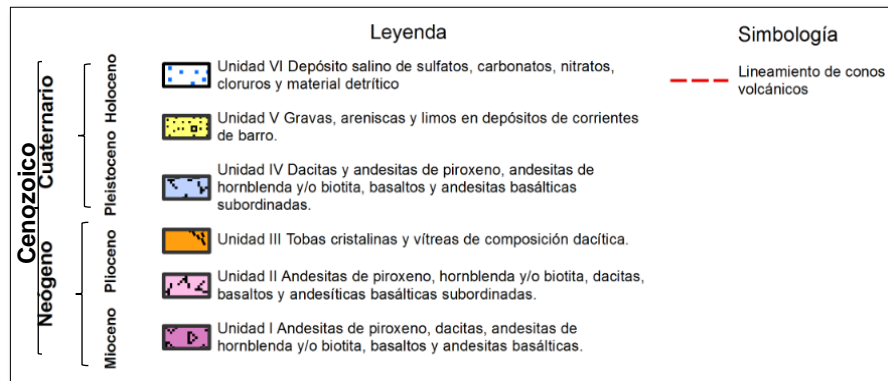 Leyenda
Simbología
Cenozoico
Cuaternario
Holoceno
Unidad VI Depósito salino de sulfatos, carbonatos, nitratos,
cloruros y material detrítico
Lineamiento de conos
volcánicos
Pleistoceno
Unidad V Gravas, areniscas y limos en depósitos de corrientes
de barro.
Unidad IV Dacitas y andesitas de piroxeno, andesitas de
hornblenda y/o biotita, basaltos y andesitas basálticas
subordinadas.
Neógeno
Plioceno
Unidad III Tobas cristalinas y vítreas de composición dacítica.
Unidad II Andesitas de piroxeno, hornblenda y/o biotita, dacitas,
basaltos y andesíticas basálticas subordinadas.
Mioceno
Unidad I Andesitas de piroxeno, dacitas, andesitas de
hornblenda y/o biotita, basaltos y andesitas basálticas.